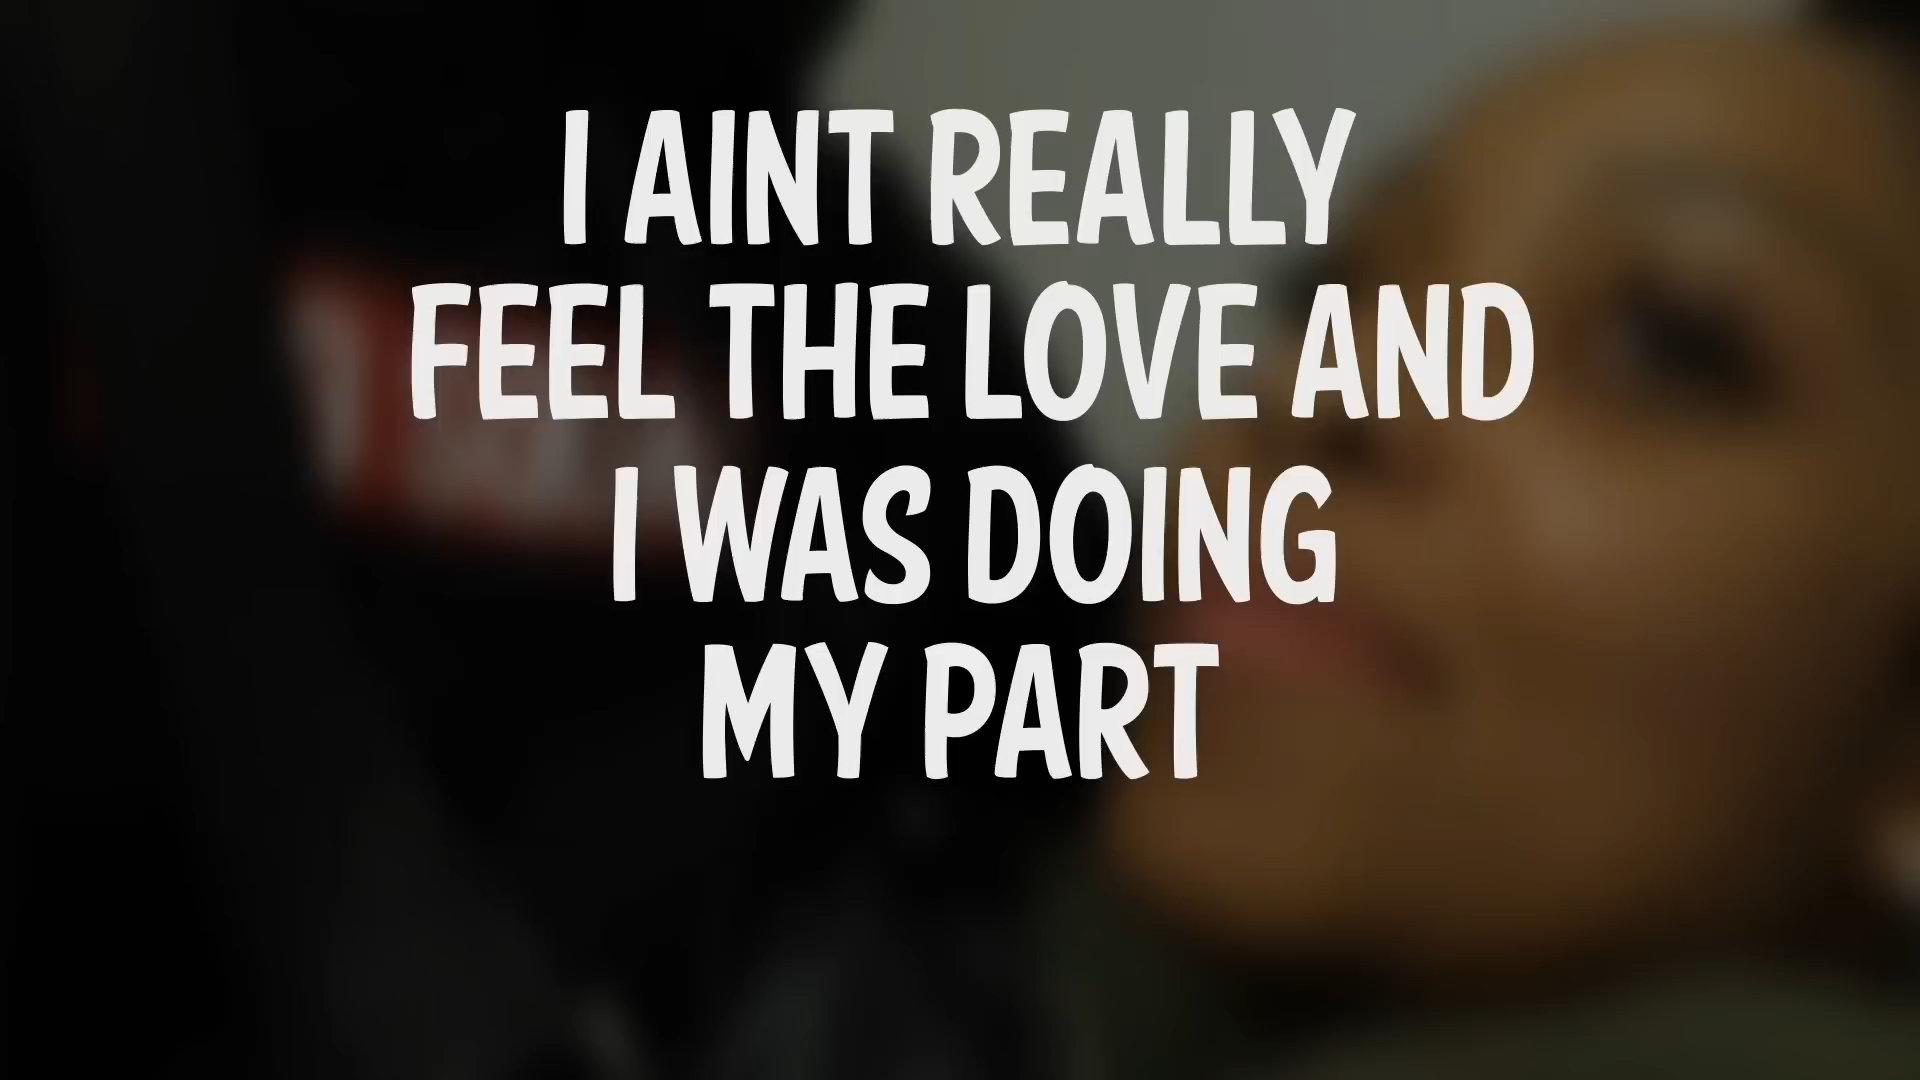 I AINT REALLY
FEEL THE LOVE AND
I WAS DOING
MY PART